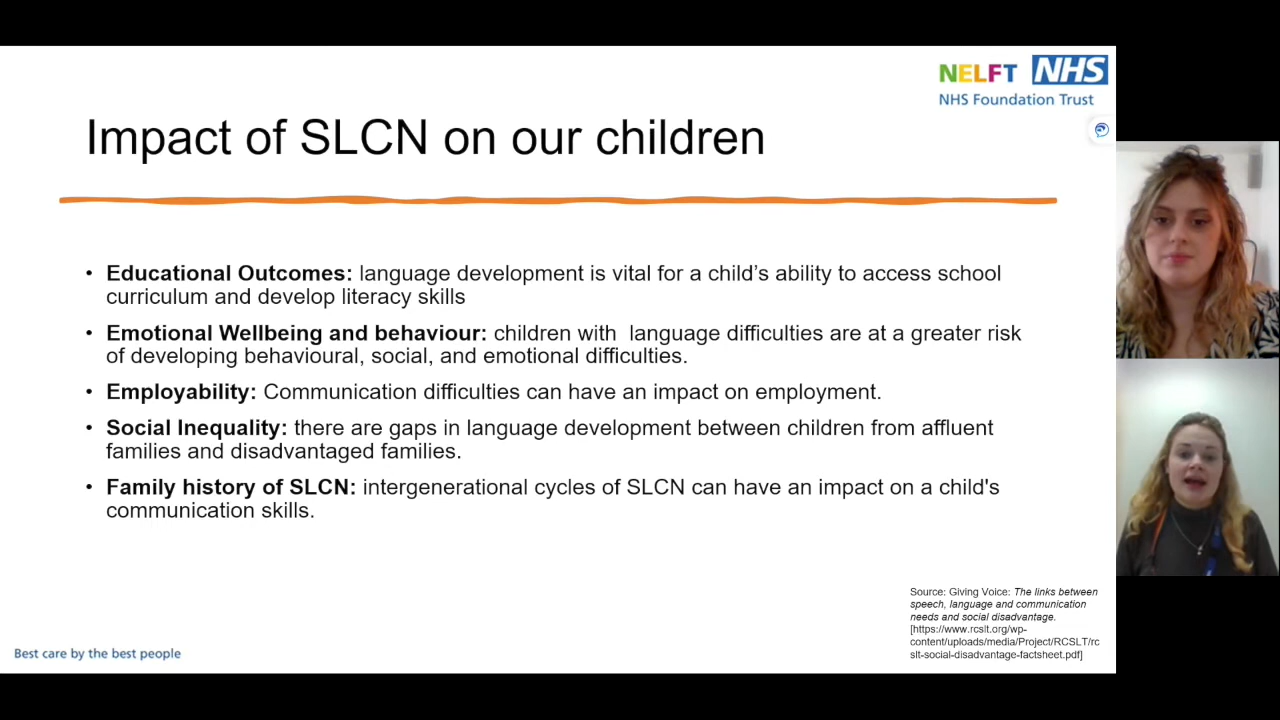 NELFT NHS
NHS Foundation Trust
Impact of SLCN on our children
• Educational Outcomes: language development is vital for a child’s ability to access school
curriculum and develop literacy skills
• Emotional Wellbeing and behaviour: children with  language difficulties are at a greater risk
of developing behavioural, social, and emotional difficulties.
• Employability: Communication difficulties can have an impact on employment.
• Social Inequality: there are gaps in language development between children from affluent
families and disadvantaged families.
• Family history of SLCN: intergenerational cycles of SLCN can have an impact on a child's
communication skills.
Source: Giving Voice: The links between
speech, language and communication
needs and social disadvantage.
[https://www.rcslt.org/wp-
content/uploads/media/Project/RCSLT/rc
slt-social-disadvantage-factsheet.pdf]
Best care by the best people